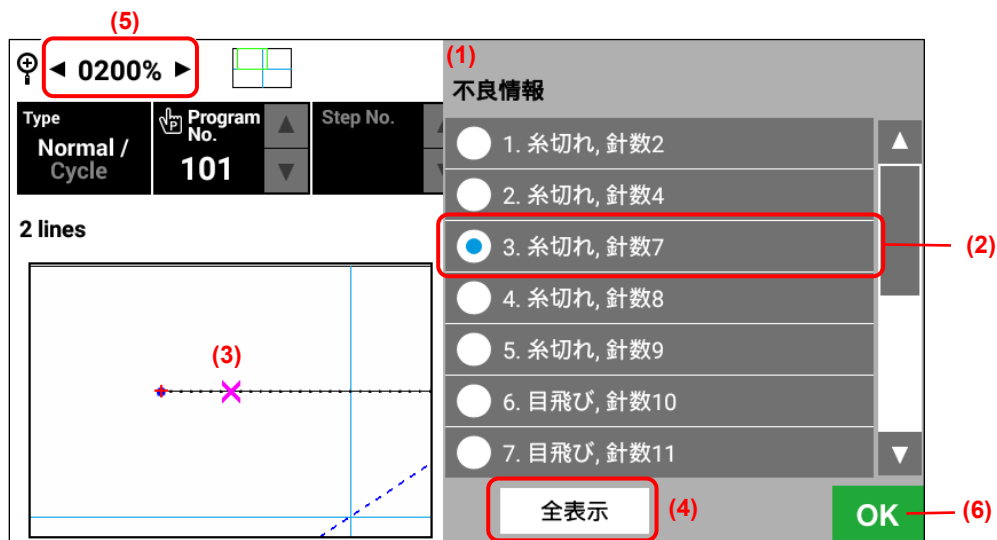 (5)
◀ 0200% ▶
Type
Normal /
Cycle
P
Program
No.
101
Step No.
2 lines
(3)
(1)
不良情報
1. 糸切れ, 針数2
2. 糸切れ, 針数4
3. 糸切れ, 針数7
(2)
4. 糸切れ, 針数8
5. 糸切れ, 針数9
6. 目飛び, 針数10
7. 目飛び, 針数11
全表示
(4)
OK
(6)